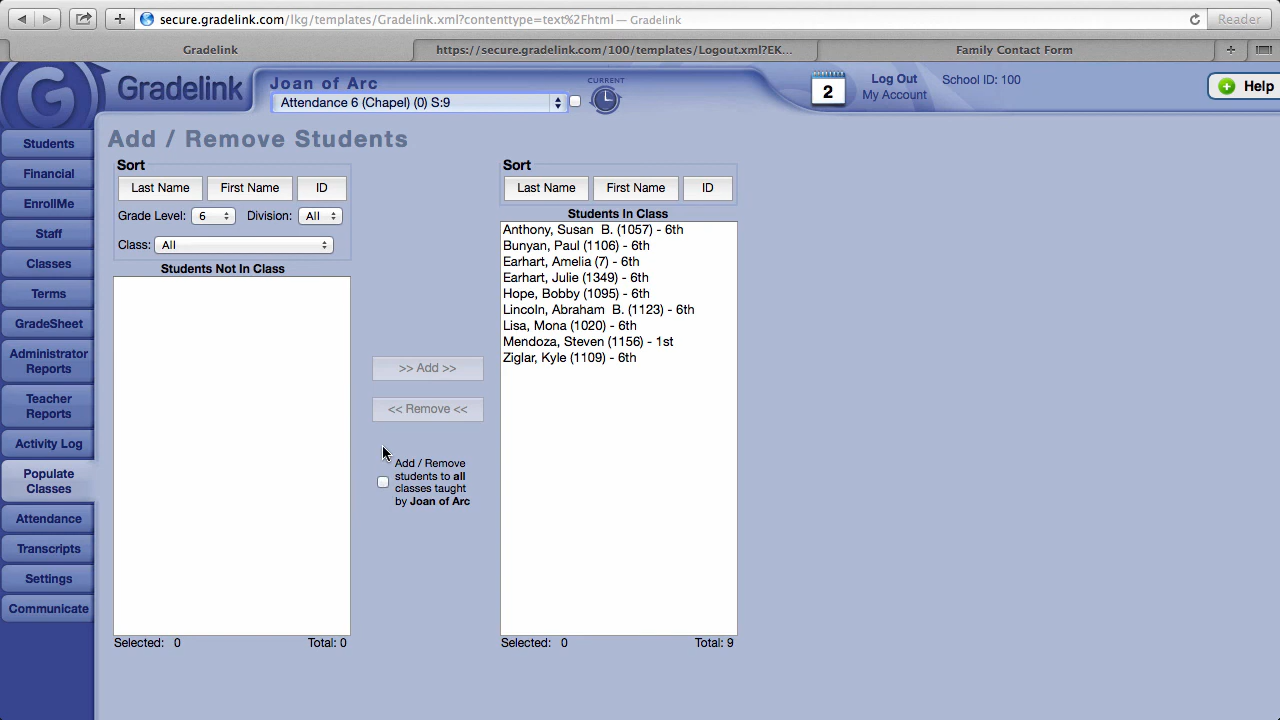 secure.gradelink.com/lkg/templates/Gradelink.xml?contenttype=text%2Fhtml — Gradelink
Reader
Gradelink
https://secure.gradelink.com/100/templates/Logout.xml?EK...
Family Contact Form
Gradelink
Joan of Arc
Attendance 6 (Chapel) (0) S:9
CURRENT
2
Log Out
My Account
School ID: 100
Help
Students
Financial
EnrollMe
Staff
Classes
Terms
GradeSheet
Administrator
Reports
Teacher
Reports
Activity Log
Populate
Classes
Attendance
Transcripts
Settings
Communicate
Add / Remove Students
Sort
Last Name First Name ID
Grade Level: 6 Division: All
Class: All
Students Not In Class
Selected: 0 Total: 0
>> Add >>
<< Remove <<
Add / Remove
students to all
classes taught
by Joan of Arc
Sort
Last Name First Name ID
Students In Class
Anthony, Susan  B. (1057) - 6th
Bunyan, Paul (1106) - 6th
Earhart, Amelia (7) - 6th
Earhart, Julie (1349) - 6th
Hope, Bobby (1095) - 6th
Lincoln, Abraham  B. (1123) - 6th
Lisa, Mona (1020) - 6th
Mendoza, Steven (1156) - 1st
Ziglar, Kyle (1109) - 6th
Selected: 0 Total: 9